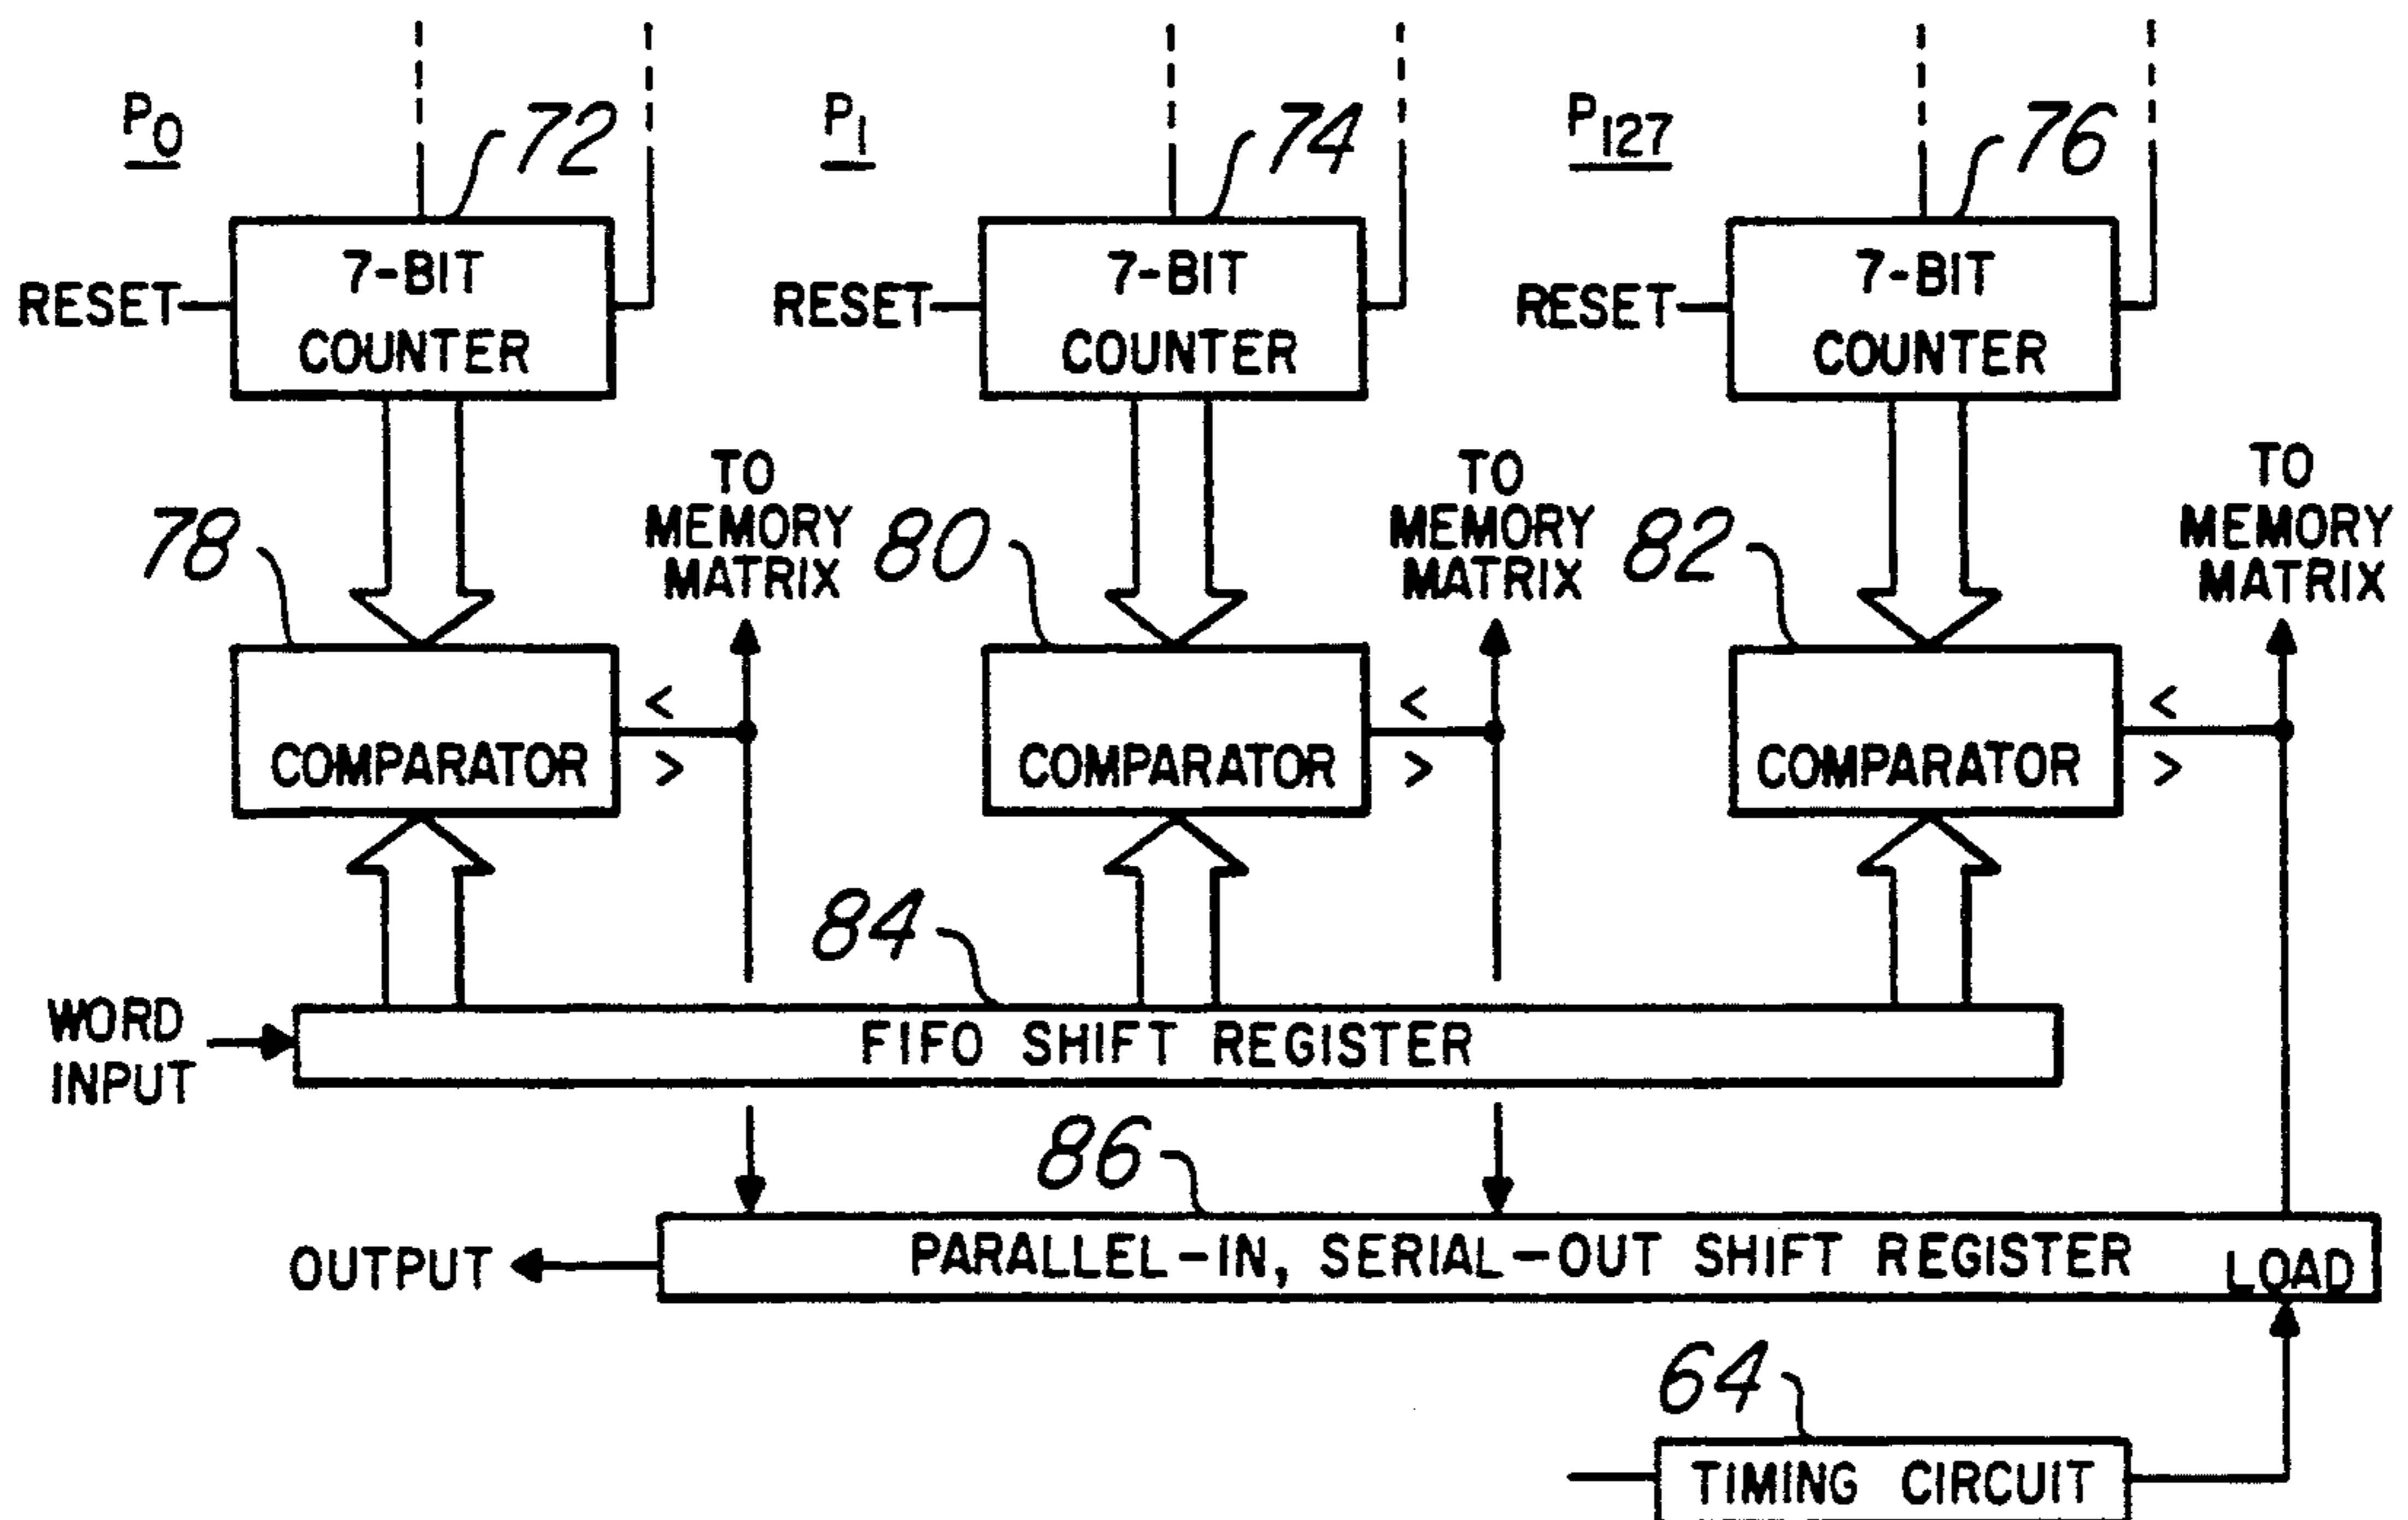 P0
72
P1
74
P127
76
RESET
7-BIT
COUNTER
RESET
7-BIT
COUNTER
RESET
7-BIT
COUNTER
78
TO
MEMORY
MATRIX
80
TO
MEMORY
MATRIX
82
TO
MEMORY
MATRIX
COMPARATOR
<
>
COMPARATOR
<
>
COMPARATOR
<
>
84
WORD
INPUT
FIFO SHIFT REGISTER
86
OUTPUT
PARALLEL-IN, SERIAL-OUT SHIFT REGISTER
LOAD
64
TIMING CIRCUIT